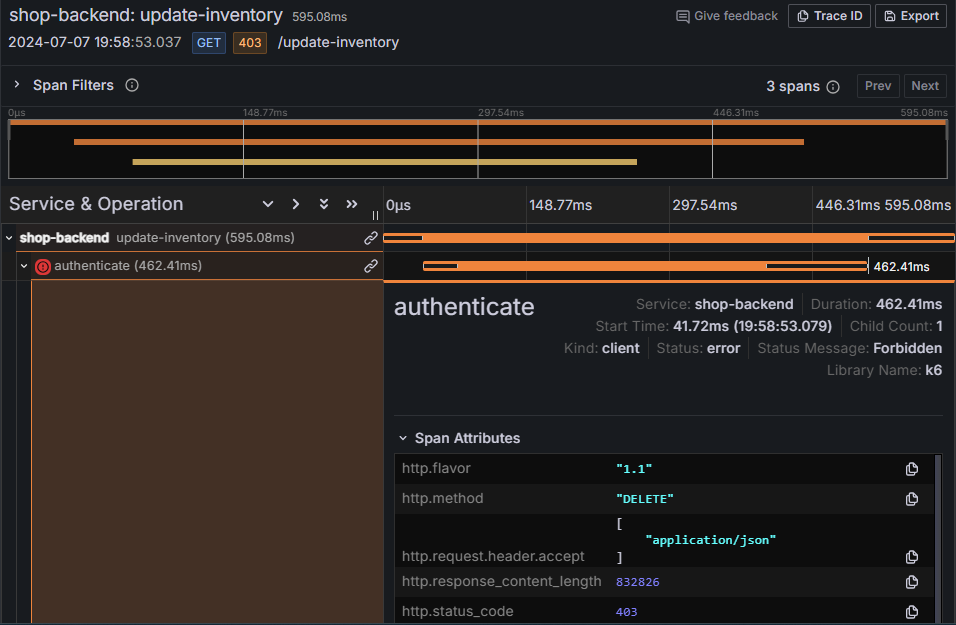 shop-backend: update-inventory 595.08ms
Give feedback Trace ID Export
2024-07-07 19:58:53.037 GET 403 /update-inventory
Span Filters
3 spans Prev Next
0μs 148.77ms 297.54ms 446.31ms 595.08ms
Service & Operation
0μs 148.77ms 297.54ms 446.31ms 595.08ms
shop-backend update-inventory (595.08ms)
authenticate (462.41ms)
462.41ms
authenticate
Service: shop-backend Duration: 462.41ms
Start Time: 41.72ms (19:58:53.079) Child Count: 1
Kind: client Status: error Status Message: Forbidden
Library Name: k6
Span Attributes
http.flavor "1.1"
http.method "DELETE"
[
"application/json"
http.request.header.accept ]
http.response_content_length 832826
http.status_code 403